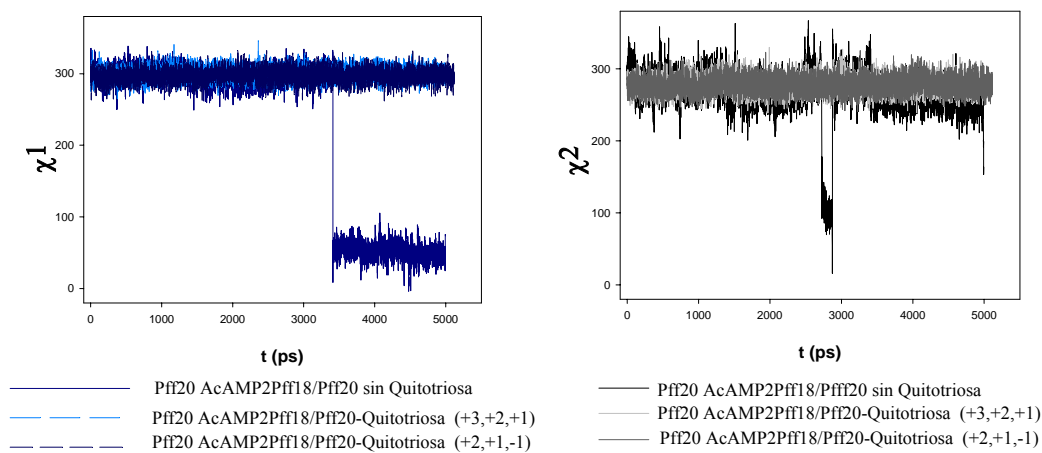 χ1
300
200
100
0
0 1000 2000 3000 4000 5000
t (ps)
Pff20 AcAMP2Pff18/Pff20 sin Quitotriosa
Pff20 AcAMP2Pff18/Pff20-Quitotriosa (+3,+2,+1)
Pff20 AcAMP2Pff18/Pff20-Quitotriosa (+2,+1,-1)
χ2
300
200
100
0
0 1000 2000 3000 4000 5000
t (ps)
Pff20 AcAMP2Pff18/Pfff20 sin Quitotriosa
Pff20 AcAMP2Pff18/Pff20-Quitotriosa (+3,+2,+1)
Pff20 AcAMP2Pff18/Pff20-Quitotriosa (+2,+1,-1)